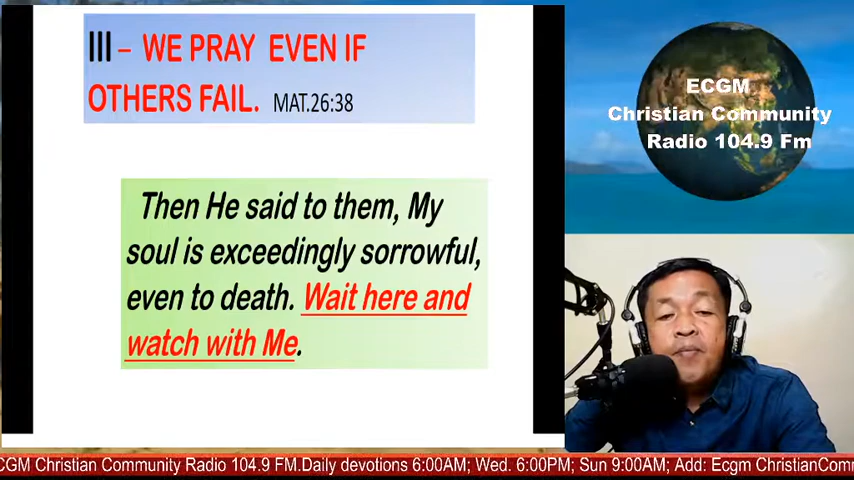 III – WE PRAY EVEN IF
OTHERS FAIL. MAT.26:38
Then He said to them, My
soul is exceedingly sorrowful,
even to death. Wait here and
watch with Me.
ECGM
Christian Community
Radio 104.9 Fm
CGM Christian Community Radio 104.9 FM.Daily devotions 6:00AM; Wed. 6:00PM; Sun 9:00AM; Add: Ecgm ChristianComm